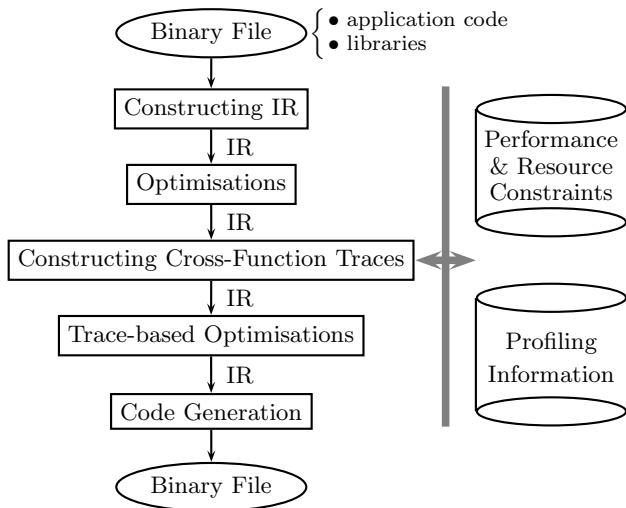 Binary File
• application code
• libraries
Constructing IR
IR
Optimisations
IR
Constructing Cross-Function Traces
IR
Trace-based Optimisations
IR
Code Generation
Binary File
Performance
& Resource
Constraints
Profiling
Information